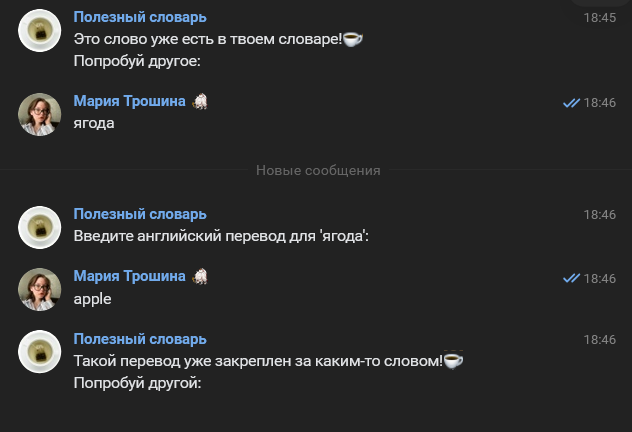 Полезный словарь 18:45
Это слово уже есть в твоем словаре!☕
Попробуй другое:
Мария Трошина 18:46
ягода
Новые сообщения
Полезный словарь 18:46
Введите английский перевод для 'ягода':
Мария Трошина 18:46
apple
Полезный словарь 18:46
Такой перевод уже закреплен за каким-то словом!☕
Попробуй другой: